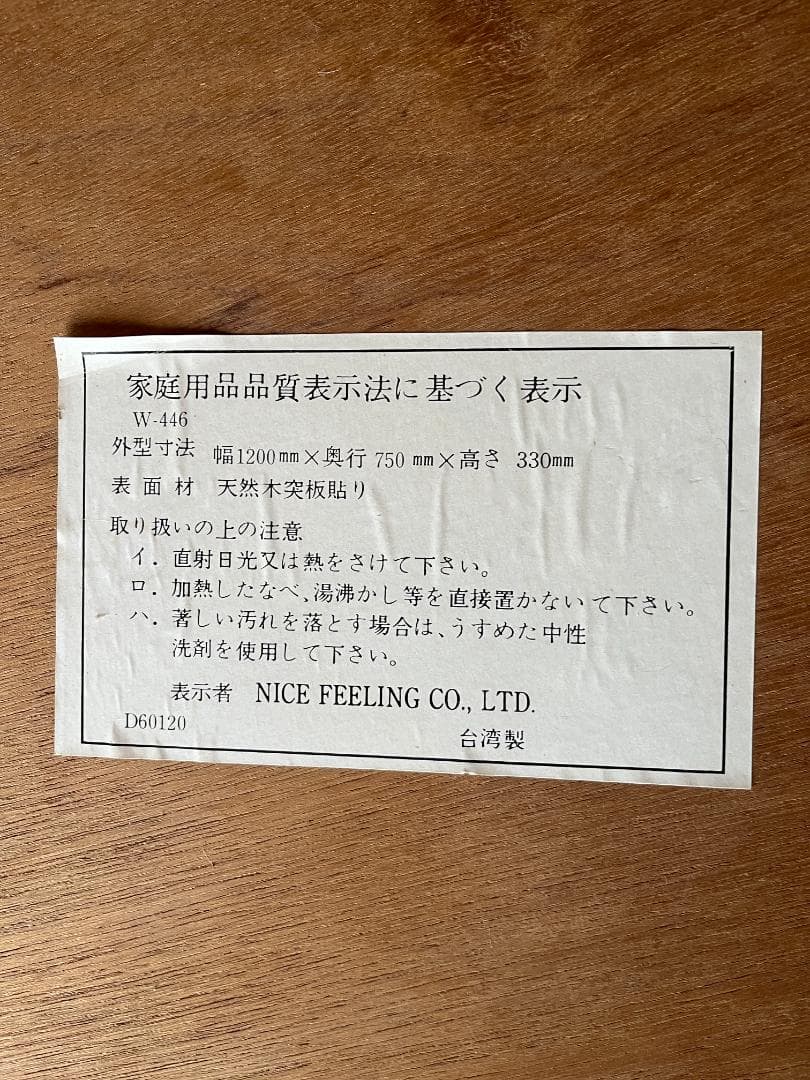 家庭用品品質表示法に基づく表示
W-446
外型寸法 幅1200mm×奥行 750 mm×高さ 330mm
表面材 天然木突板貼り
取り扱いの上の注意
イ. 直射日光又は熱をさけて下さい。
ロ. 加熱したなべ、湯沸かし等を直接置かないて下さい。
ハ. 著しい汚れを落とす場合は、うすめた中性
洗剤を使用して下さい。
表示者 NICE FEELING CO., LTD.
D60120
台湾製